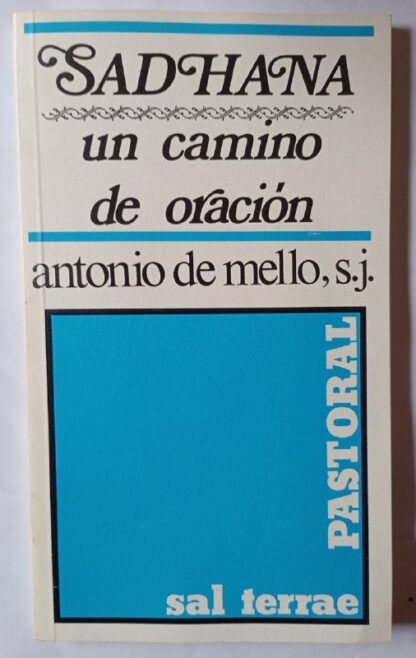 SADHANA
un camino
de oración
antonio de mello, s.j.
PASTORAL
sal terrae